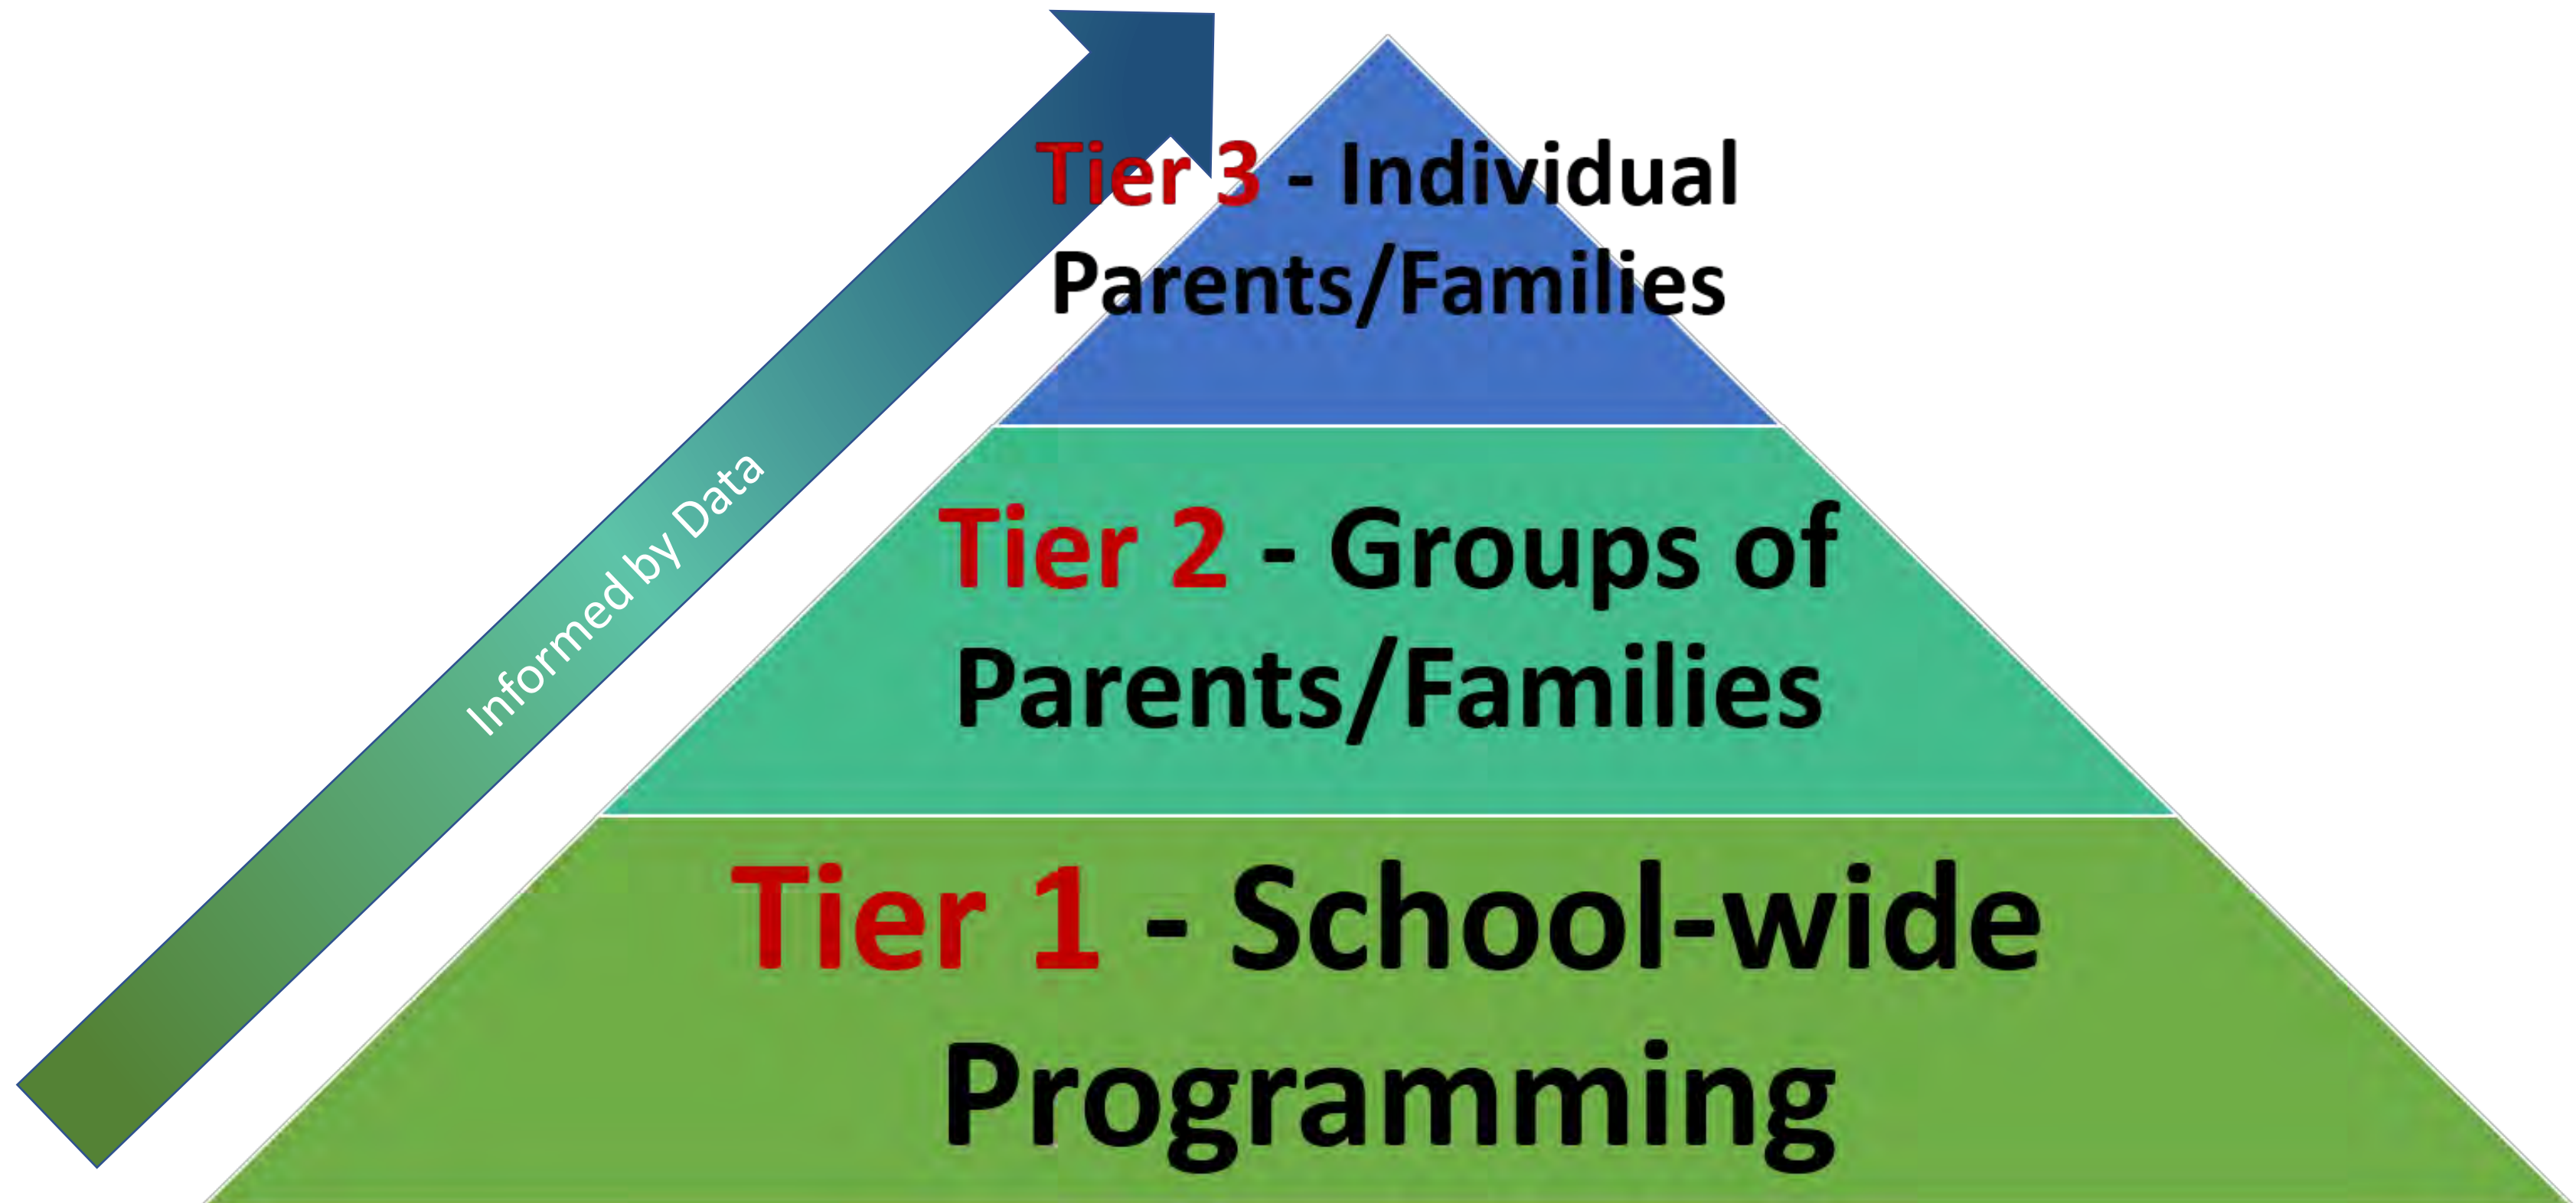 Tier 3 - Individual
Parents/Families
Informed by Data
Tier 2 - Groups of
Parents/Families
Tier 1 - School-wide
Programming